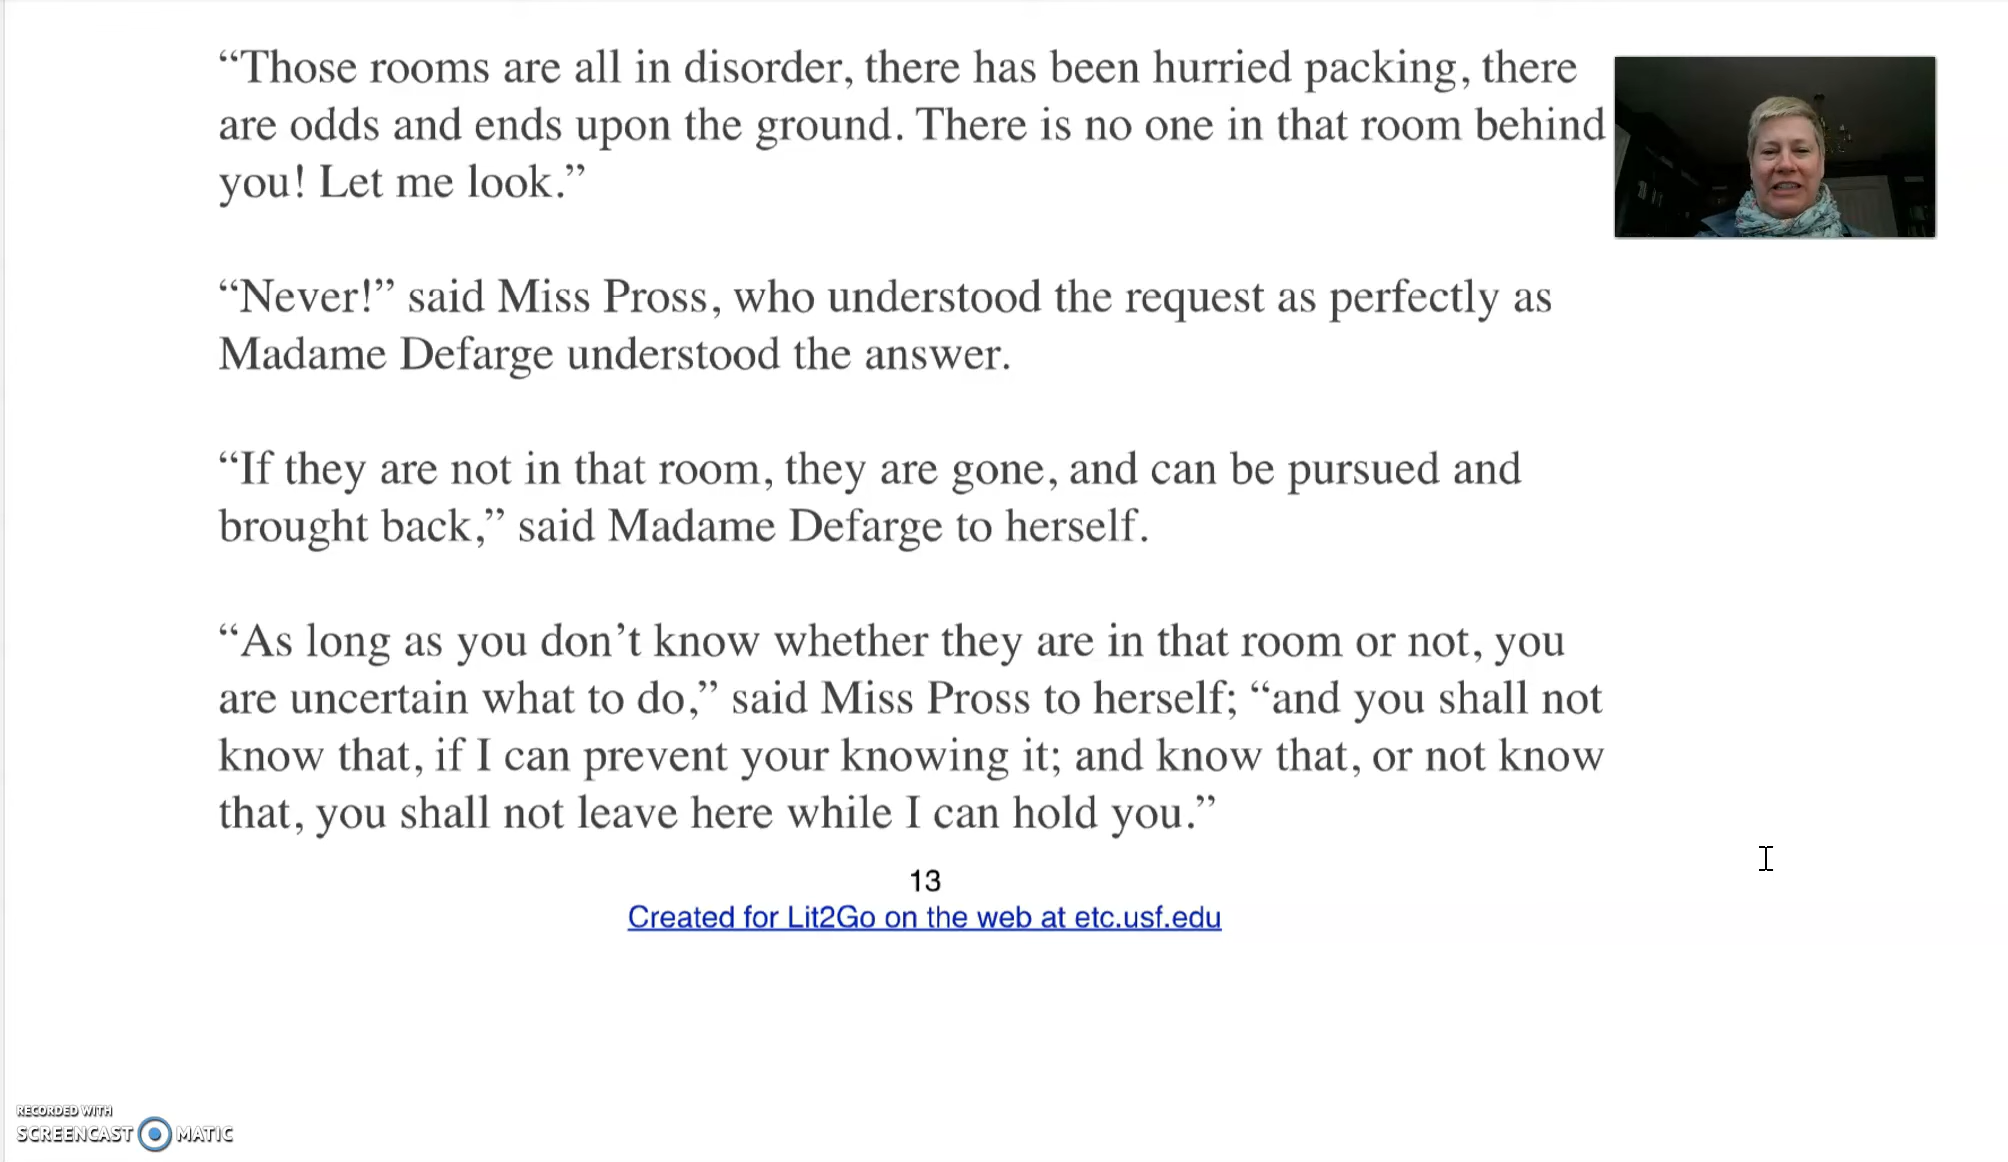 “Those rooms are all in disorder, there has been hurried packing, there
are odds and ends upon the ground. There is no one in that room behind
you! Let me look.”
“Never!” said Miss Pross, who understood the request as perfectly as
Madame Defarge understood the answer.
“If they are not in that room, they are gone, and can be pursued and
brought back,” said Madame Defarge to herself.
“As long as you don’t know whether they are in that room or not, you
are uncertain what to do,” said Miss Pross to herself; “and you shall not
know that, if I can prevent your knowing it; and know that, or not know
that, you shall not leave here while I can hold you.”
13
Created for Lit2Go on the web at etc.usf.edu
RECORDED WITH
SCREENCAST MATIC